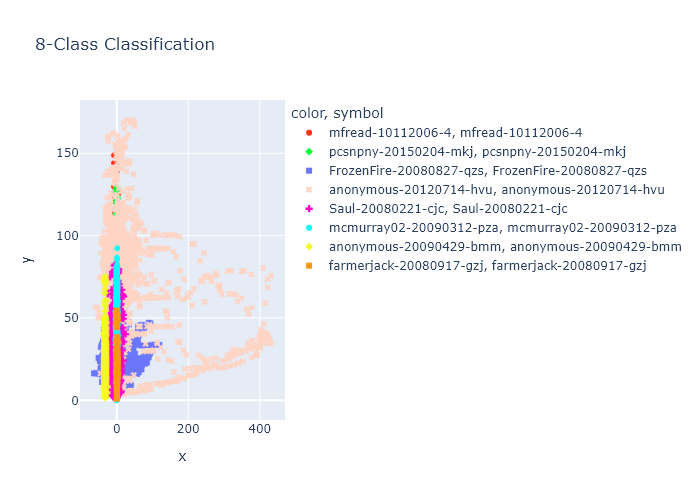 8-Class Classification
color, symbol
mfread-10112006-4, mfread-10112006-4
pcsnpny-20150204-mkj, pcsnpny-20150204-mkj
FrozenFire-20080827-qzs, FrozenFire-20080827-qzs
anonymous-20120714-hvu, anonymous-20120714-hvu
Saul-20080221-cjc, Saul-20080221-cjc
mcmurray02-20090312-pza, mcmurray02-20090312-pza
anonymous-20090429-bmm, anonymous-20090429-bmm
farmerjack-20080917-gzj, farmerjack-20080917-gzj
150
100
50
0
y
0 200 400
x